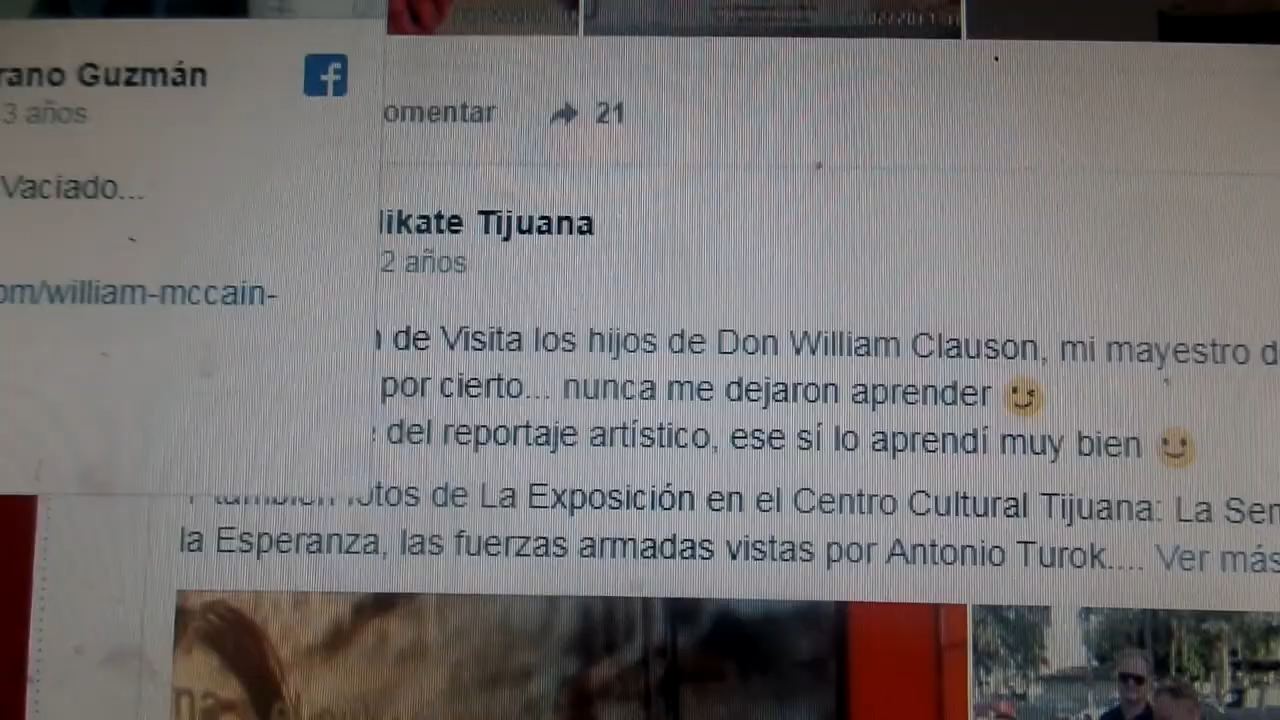 rano Guzmán
3 años
Vaciado...
om/william-mccain-
omentar 21
likate Tijuana
2 años
de Visita los hijos de Don William Clauson, mi mayestro d
por cierto... nunca me dejaron aprender
del reportaje artístico, ese sí lo aprendí muy bien
otos de La Exposición en el Centro Cultural Tijuana: La Sen
la Esperanza, las fuerzas armadas vistas por Antonio Turok.... Ver más